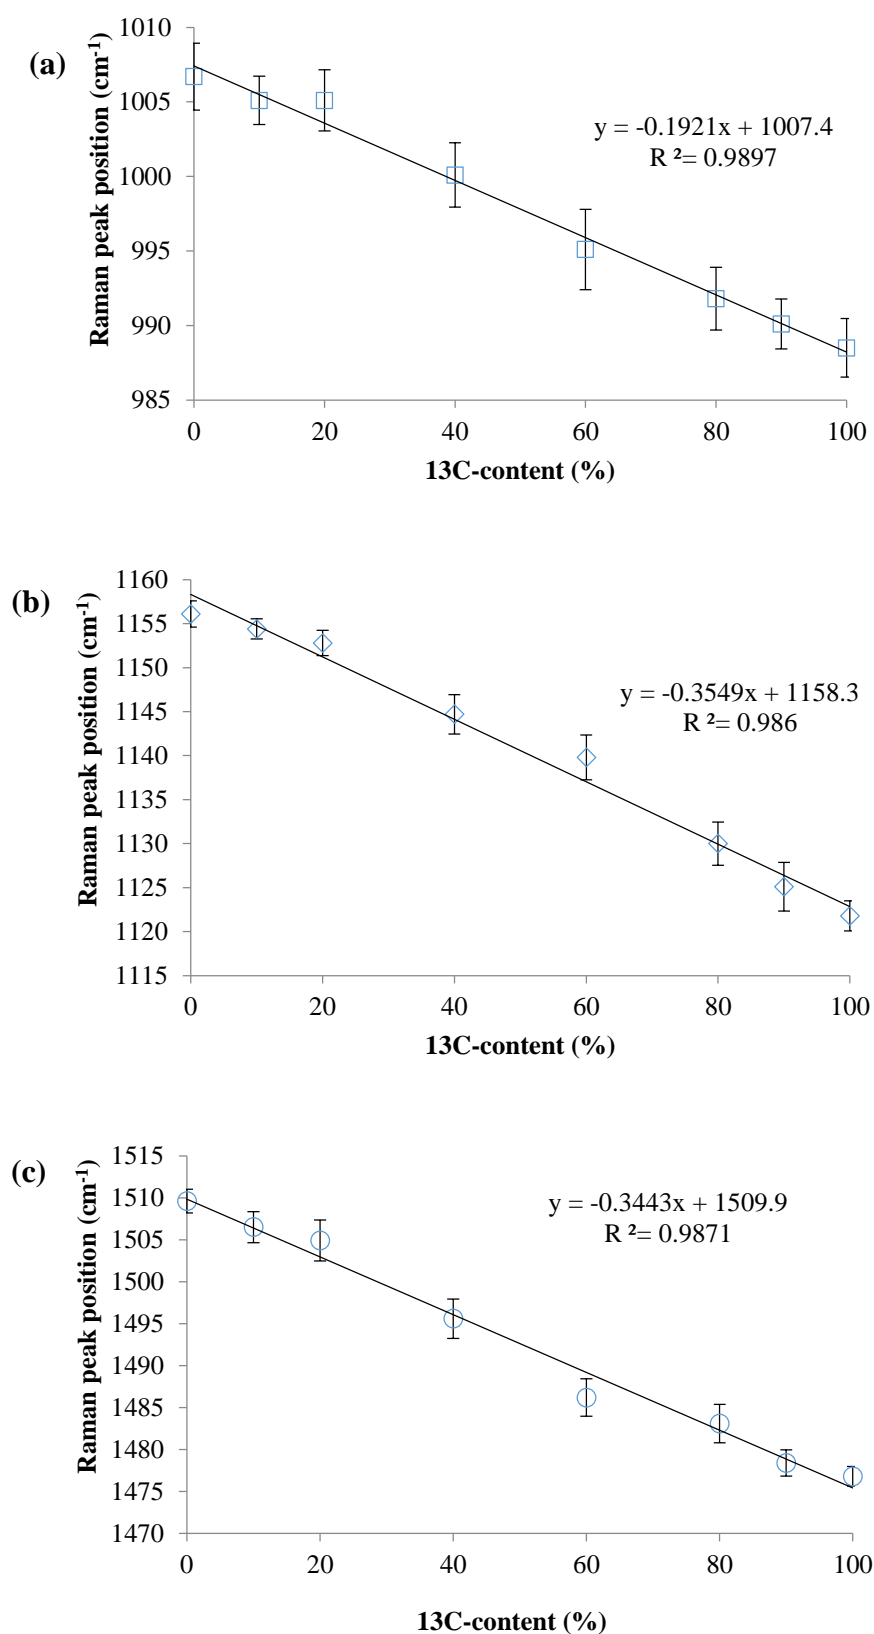 (a)
Raman peak position (cm-1)
1010
1005
1000
995
990
985
y = -0.1921x + 1007.4
R ²= 0.9897
0 20 40 60 80 100
13C-content (%)
(b)
Raman peak position (cm-1)
1160
1155
1150
1145
1140
1135
1130
1125
1120
1115
y = -0.3549x + 1158.3
R ²= 0.986
0 20 40 60 80 100
13C-content (%)
(c)
Raman peak position (cm-1)
1515
1510
1505
1500
1495
1490
1485
1480
1475
1470
y = -0.3443x + 1509.9
R ²= 0.9871
0 20 40 60 80 100
13C-content (%)